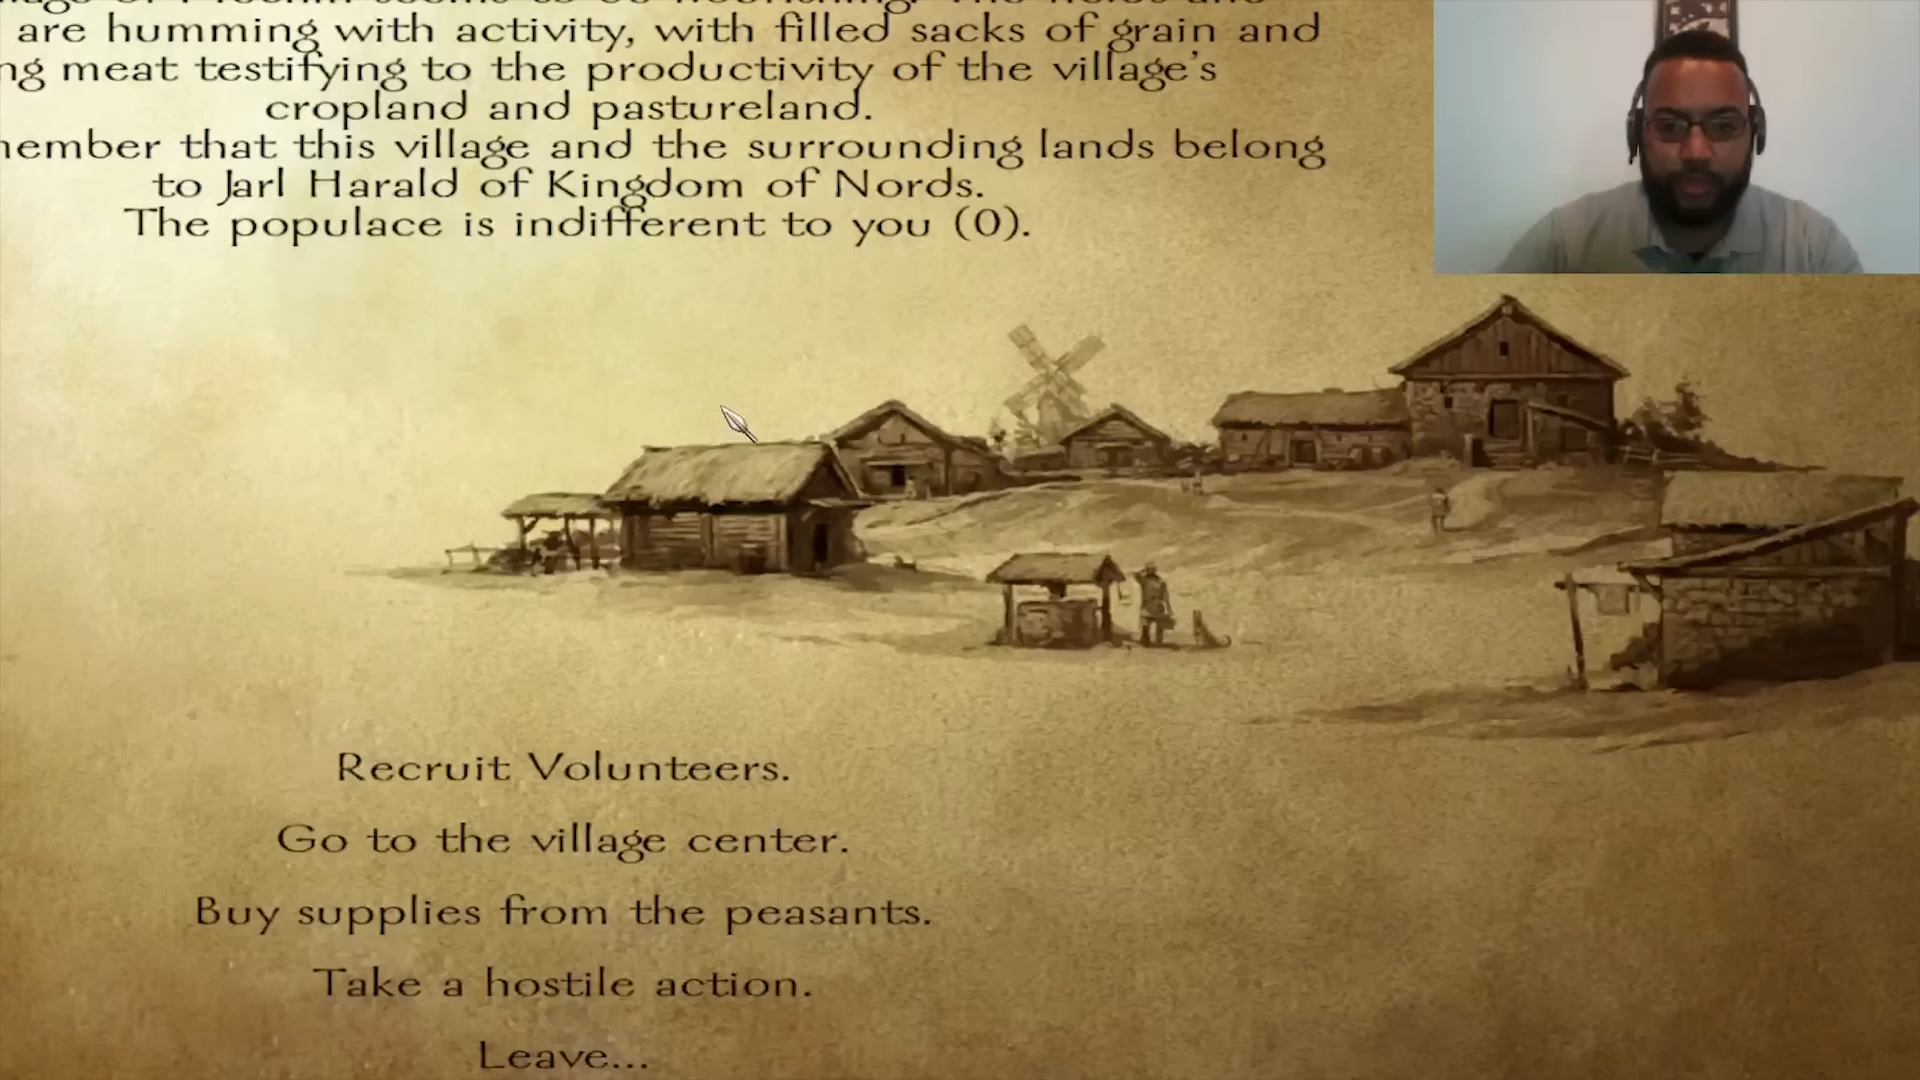 are humming with activity, with filled sacks of grain and
meat testifying to the productivity of the village's
cropland and pastureland.
that this village and the surrounding lands belong
to Jarl Harald of Kingdom of Nords.
The populace is indifferent to you (0).
Recruit Volunteers.
Go to the village center.
Buy supplies from the peasants.
Take a hostile action.
Leave...